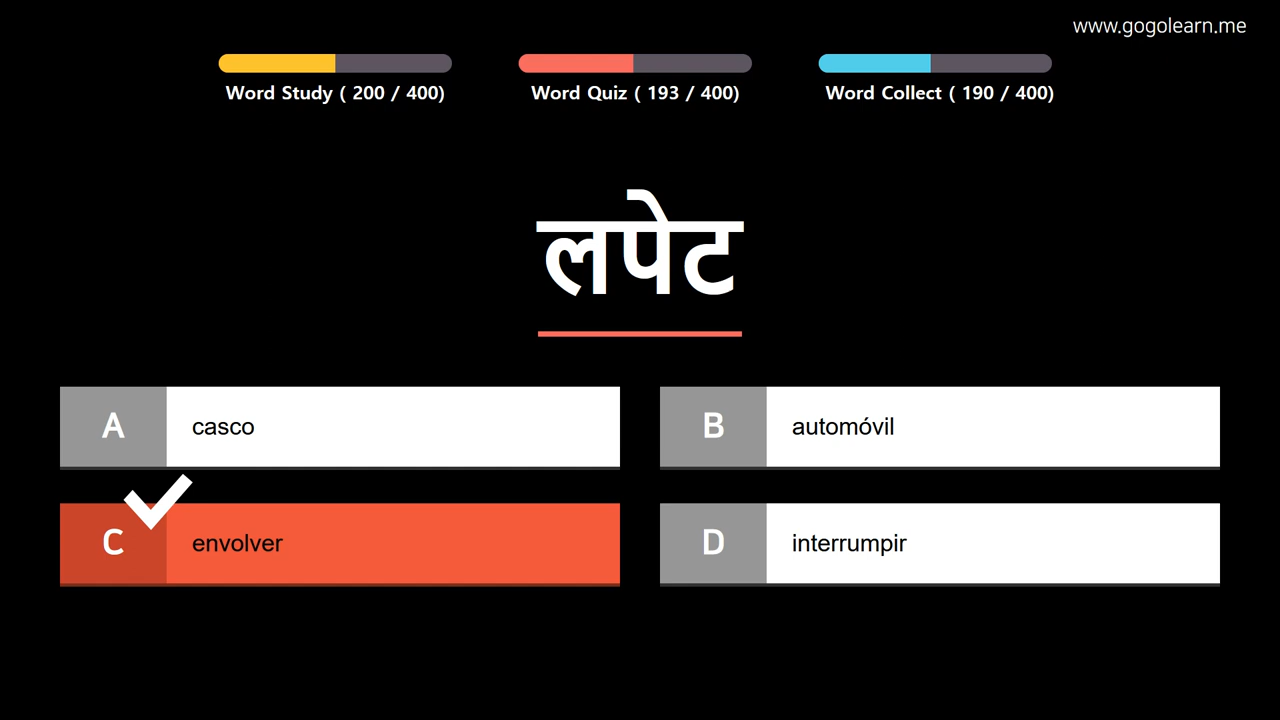 www.gogolearn.me
Word Study ( 200 / 400)
Word Quiz ( 193 / 400)
Word Collect ( 190 / 400)
लपेट
A casco
B automóvil
C envolver
D interrumpir